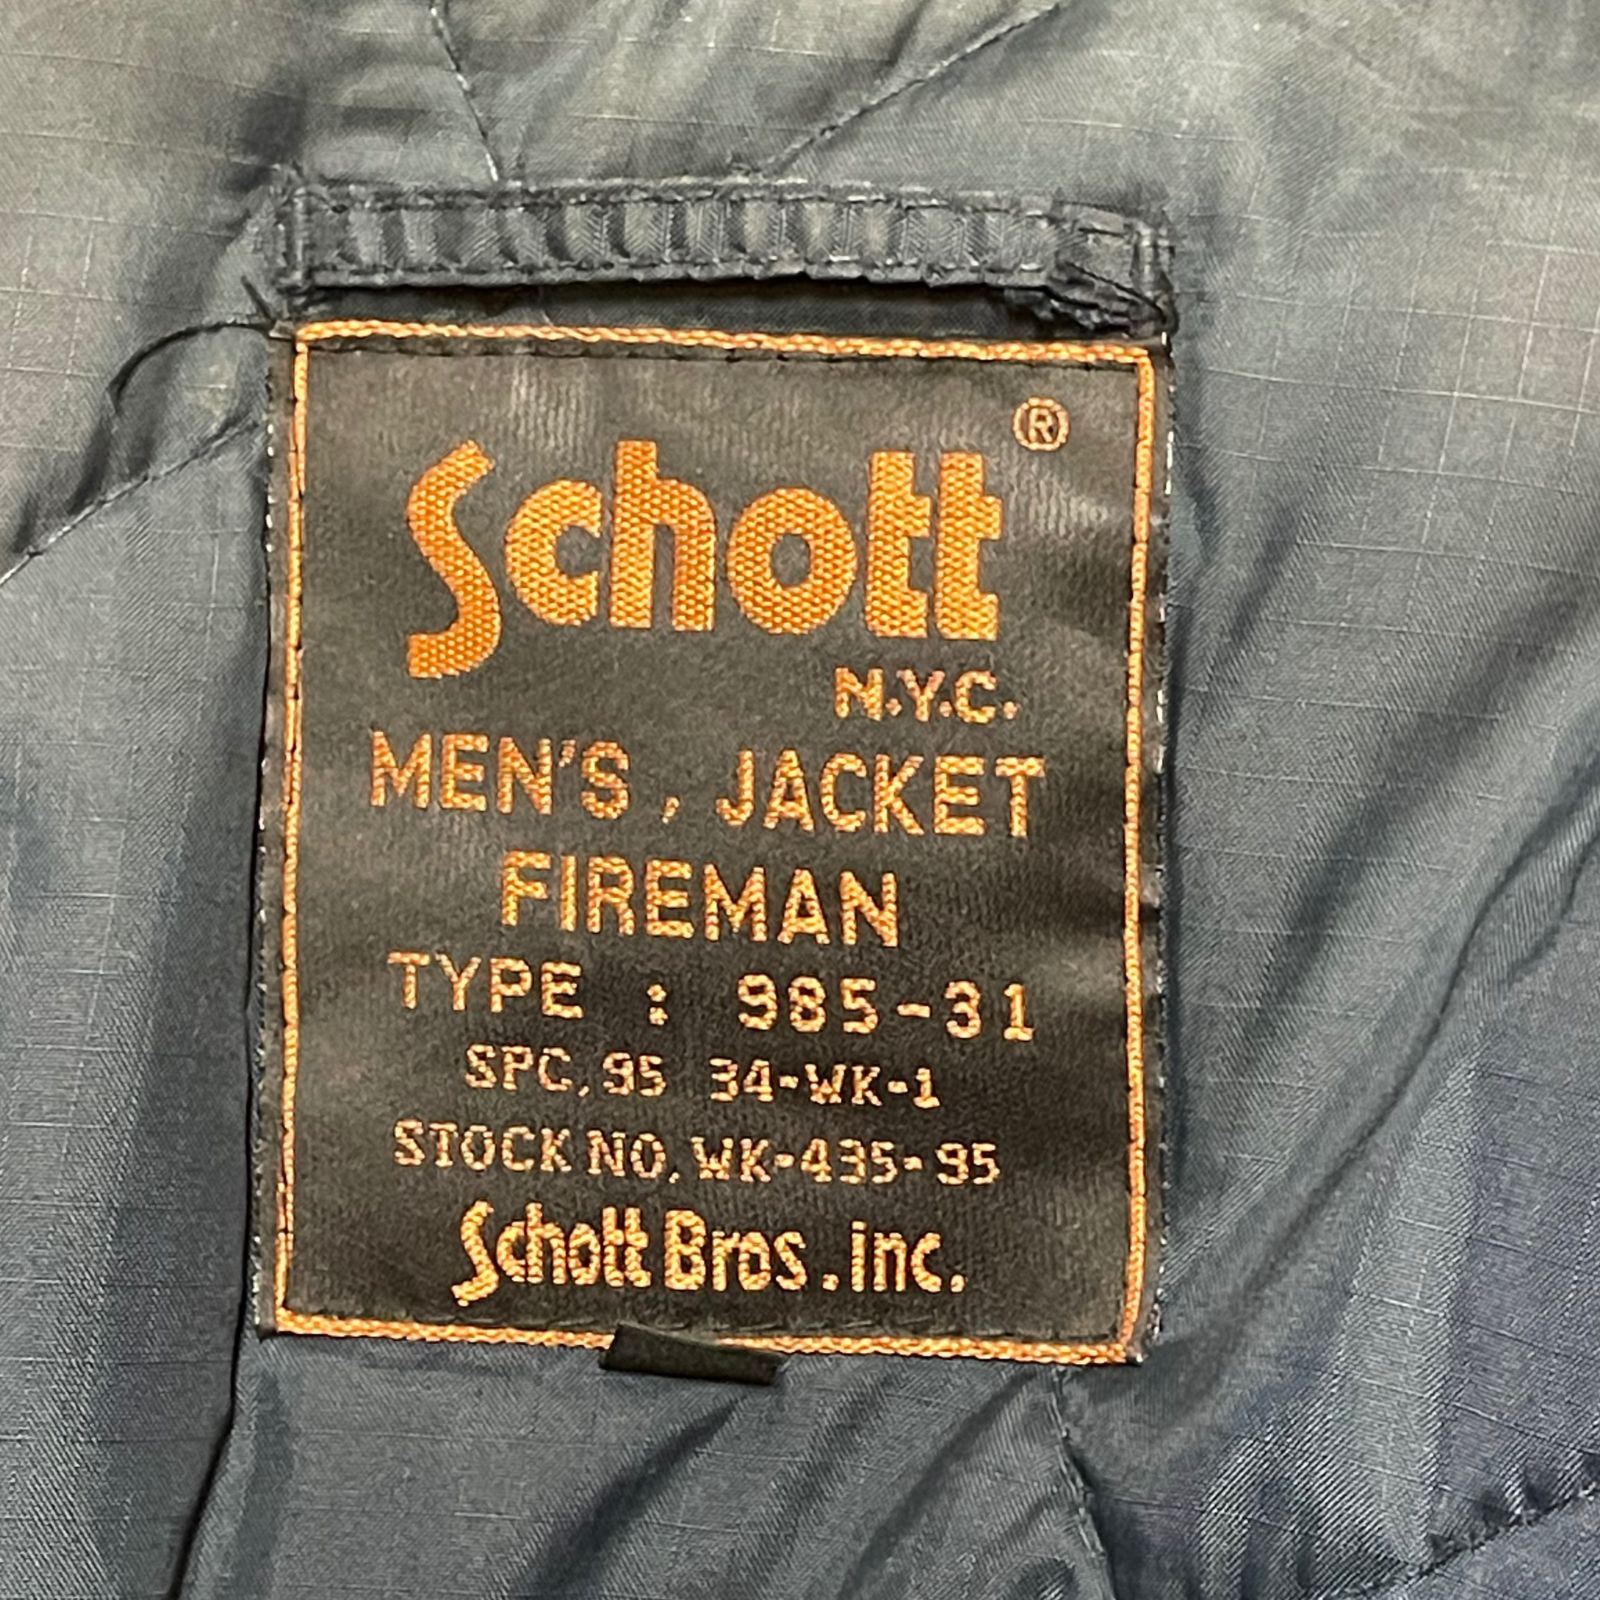 Schott®
N.Y.C.
MEN'S, JACKET
FIREMAN
TYPE : 985-31
SPC, 95 34-WK-1
STOCK NO, WK-435-95
Schott Bros. inc.